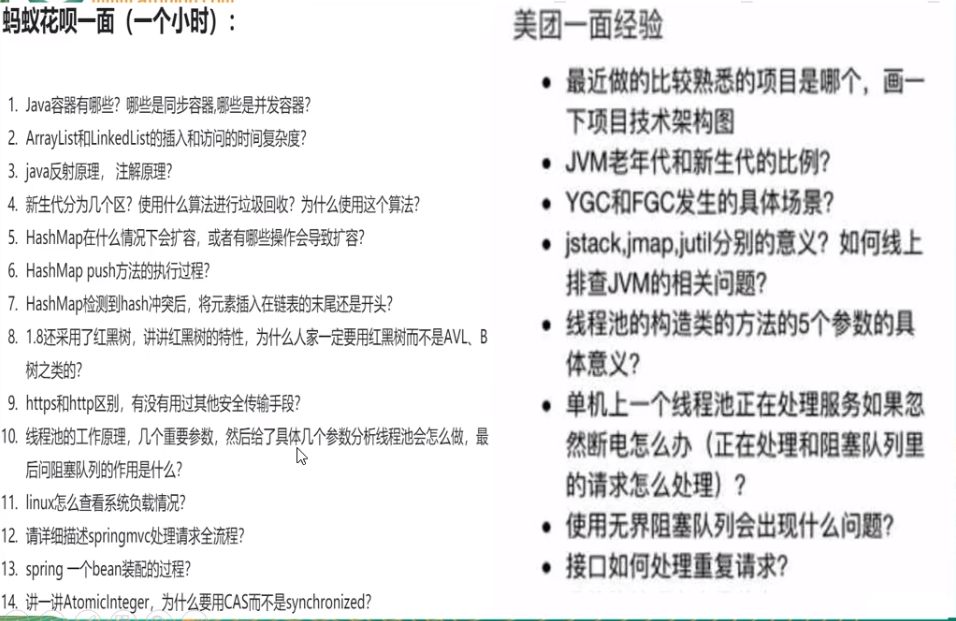 蚂蚁花呗一面（一个小时）：
1. Java容器有哪些？哪些是同步容器,哪些是并发容器?
2. ArrayList和LinkedList的插入和访问的时间复杂度？
3. java反射原理，注解原理？
4. 新生代分为几个区？使用什么算法进行垃圾回收？为什么使用这个算法？
5. HashMap在什么情况下会扩容，或者有哪些操作会导致扩容？
6. HashMap push方法的执行过程？
7. HashMap检测到hash冲突后，将元素插入在链表的末尾还是开头？
8. 1.8还采用了红黑树，讲讲红黑树的特性，为什么人家一定要用红黑树而不是AVL、B
树之类的？
9. https和http区别，有没有用过其他安全传输手段？
10. 线程池的工作原理，几个重要参数，然后给了具体几个参数分析线程池会怎么做，最
后问阻塞队列的作用是什么？
11. linux怎么查看系统负载情况？
12. 请详细描述springmvc处理请求全流程？
13. spring 一个bean装配的过程？
14. 讲一讲AtomicInteger，为什么要用CAS而不是synchronized？
美团一面经验
• 最近做的比较熟悉的项目是哪个，画一
下项目技术架构图
• JVM老年代和新生代的比例？
• YGC和FGC发生的具体场景？
• jstack,jmap,jutil分别的意义？如何线上
排查JVM的相关问题？
• 线程池的构造类的方法的5个参数的具
体意义？
• 单机上一个线程池正在处理服务如果忽
然断电怎么办（正在处理和阻塞队列里
的请求怎么处理）？
• 使用无界阻塞队列会出现什么问题？
• 接口如何处理重复请求？